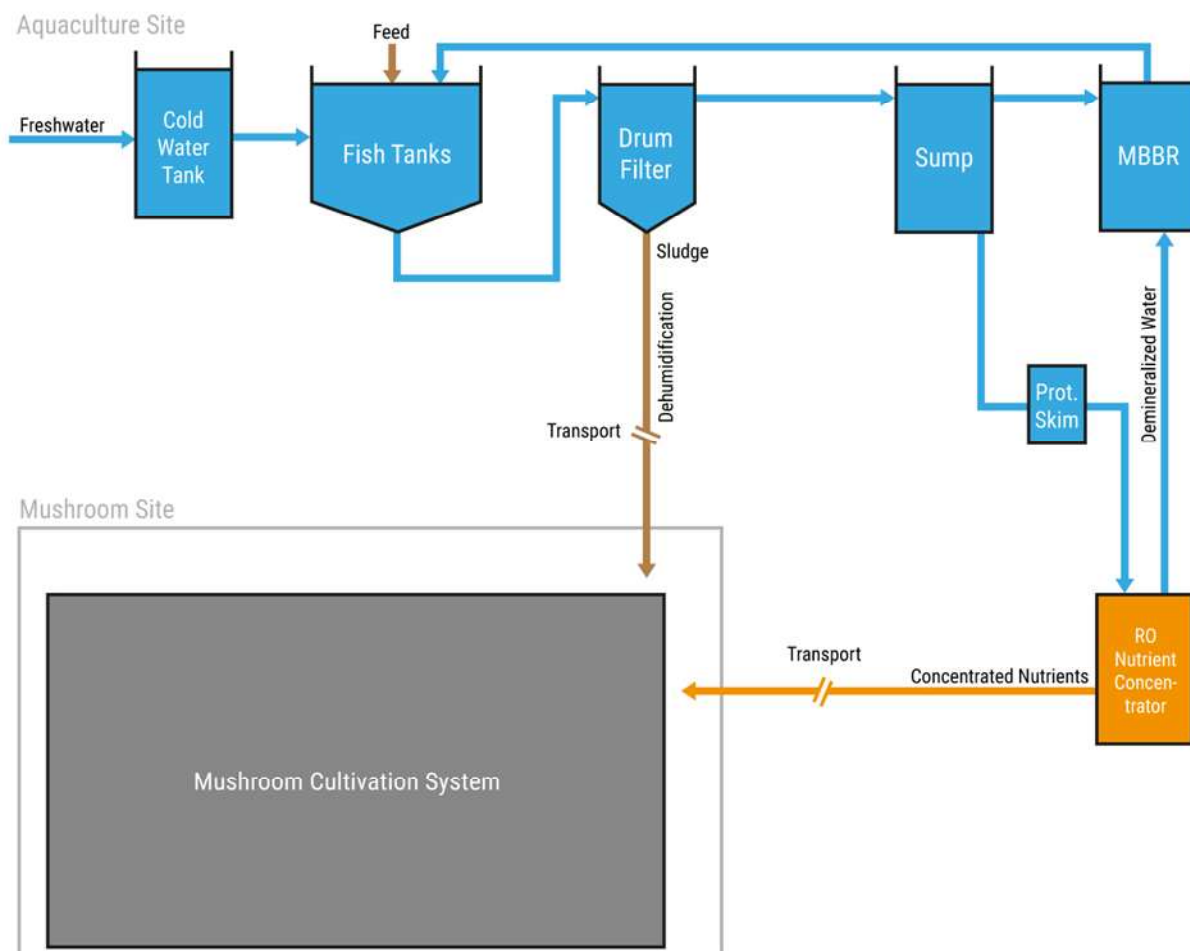 Aquaculture Site
Feed
Freshwater
Cold
Water
Tank
Fish Tanks
Drum
Filter
Sump
MBBR
Sludge
Dehumidification
Transport
Prot.
Skim
Demineralized Water
Mushroom Site
RO
Nutrient
Concen-
trator
Transport
Concentrated Nutrients
Mushroom Cultivation System